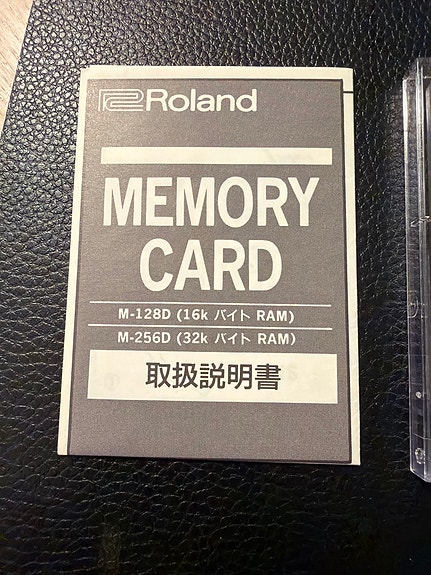 Roland
MEMORY
CARD
M-128D (16k バイト RAM)
M-256D (32k バイト RAM)
取扱説明書